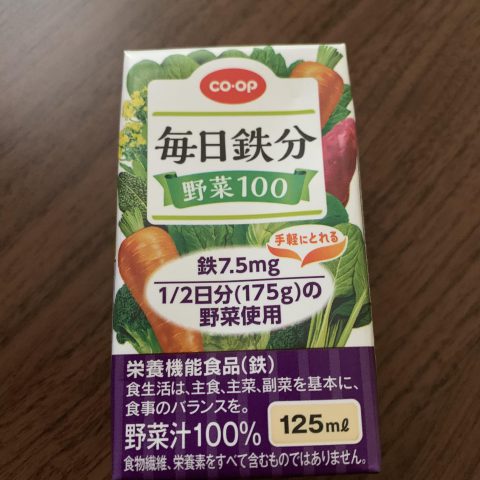 CO·OP
毎日鉄分
野菜100
手軽にとれる
鉄7.5mg
1/2日分(175g)の
野菜使用
栄養機能食品(鉄)
食生活は、主食、主菜、副菜を基本に、
食事のバランスを。
野菜汁100% 125mℓ
食物繊維、栄養素をすべて含むものではありません。